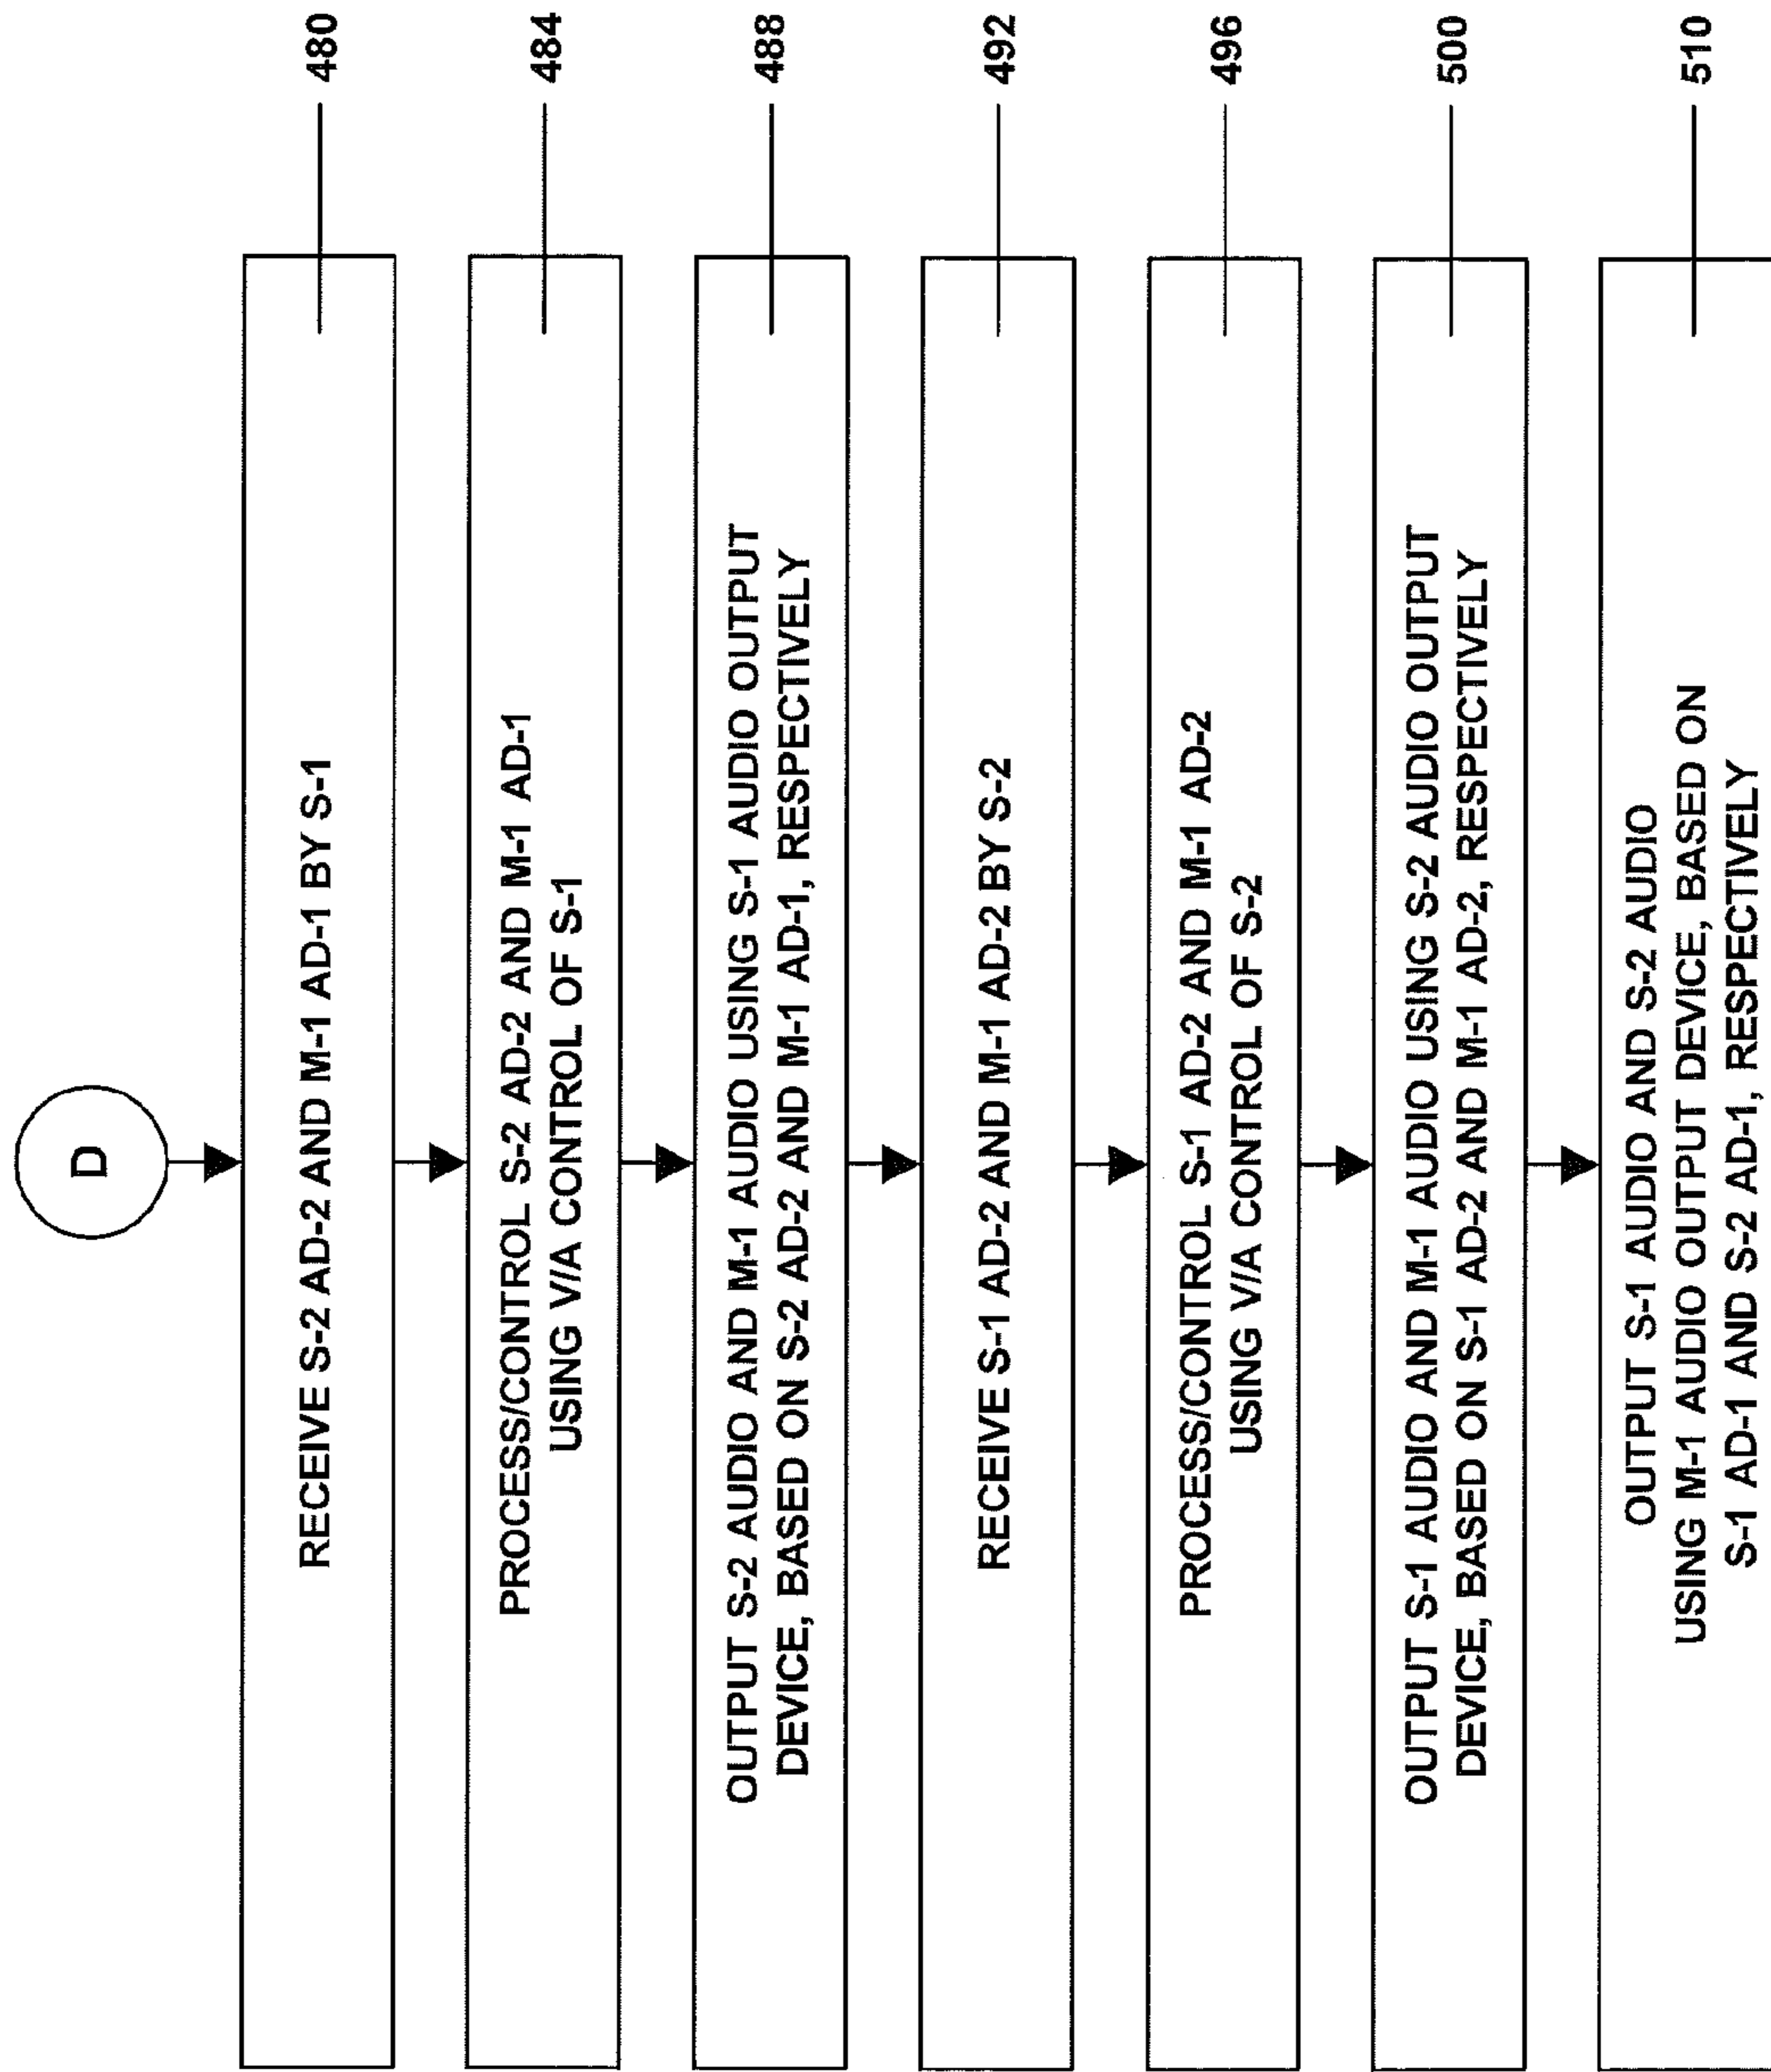 D
RECEIVE S-2 AD-2 AND M-1 AD-1 BY S-1
480
PROCESS/CONTROL S-2 AD-2 AND M-1 AD-1
USING V/A CONTROL OF S-1
484
OUTPUT S-2 AUDIO AND M-1 AUDIO USING S-1 AUDIO OUTPUT
DEVICE, BASED ON S-2 AD-2 AND M-1 AD-1, RESPECTIVELY
488
RECEIVE S-1 AD-2 AND M-1 AD-2 BY S-2
492
PROCESS/CONTROL S-1 AD-2 AND M-1 AD-2
USING V/A CONTROL OF S-2
496
OUTPUT S-1 AUDIO AND M-1 AUDIO USING S-2 AUDIO OUTPUT
DEVICE, BASED ON S-1 AD-2 AND M-1 AD-2, RESPECTIVELY
500
OUTPUT S-1 AUDIO AND S-2 AUDIO
USING M-1 AUDIO OUTPUT DEVICE, BASED ON
S-1 AD-1 AND S-2 AD-1, RESPECTIVELY
510